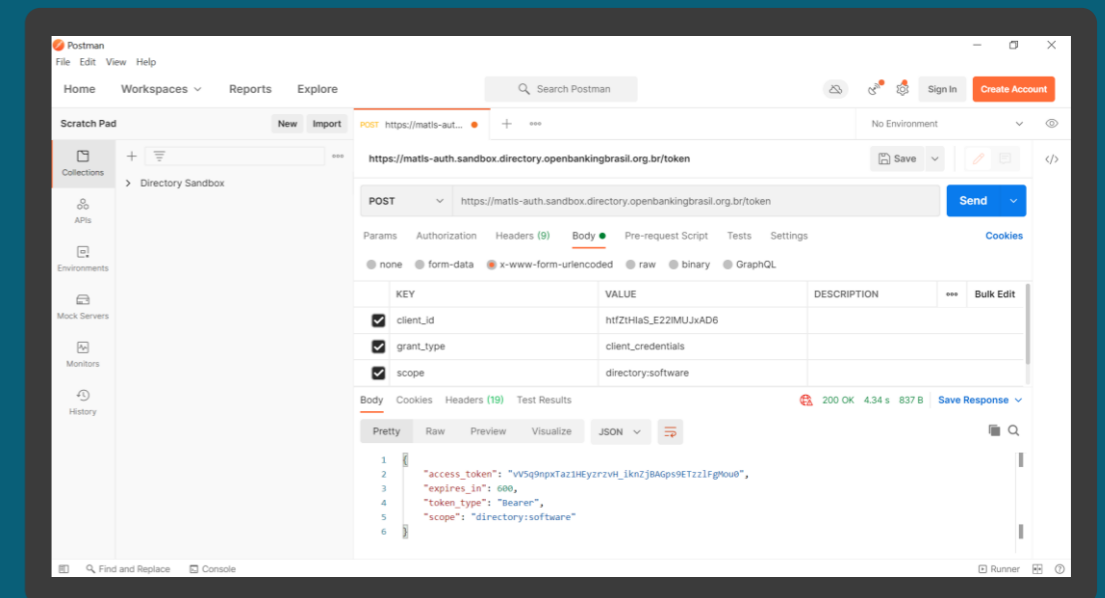 Postman
File Edit View Help
Home Workspaces Reports Explore
Search Postman
Sign In Create Account
Scratch Pad
New Import
POST https://matls-aut...
No Environment
Collections
Directory Sandbox
APIs
Environments
Mock Servers
Monitors
History
https://matls-auth.sandbox.directory.openbankingbrasil.org.br/token
Save
POST https://matls-auth.sandbox.directory.openbankingbrasil.org.br/token
Send
Params Authorization Headers (9) Body Pre-request Script Tests Settings
Cookies
none form-data x-www-form-urlencoded raw binary GraphQL
KEY VALUE DESCRIPTION Bulk Edit
client_id htfZtHIaS_E22IMUJxAD6
grant_type client_credentials
scope directory:software
Body Cookies Headers (19) Test Results
200 OK 4.34 s 837 B Save Response
Pretty Raw Preview Visualize JSON
1 {
2 "access_token": "vV5q9npxTaz1HEyzrzvH_iknZjBAGps9ETzzlFgMou0",
3 "expires_in": 600,
4 "token_type": "Bearer",
5 "scope": "directory:software"
6 }
Find and Replace Console
Runner